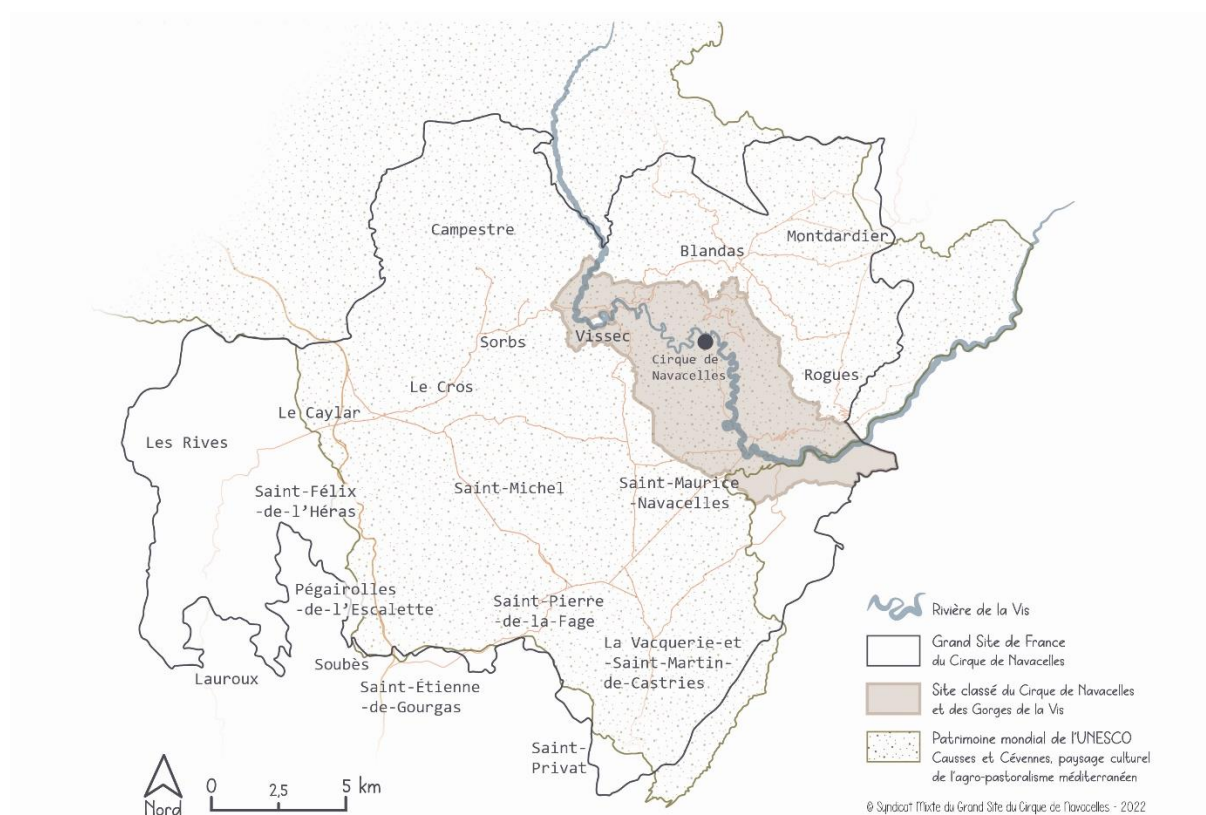 Campestre
Blandas
Montdardier
Sorbs
Vissec
Cirque de
Navacelles
Rogues
Le Cros
Le Caylar
Les Rives
Saint-Félix
-de-l'Héras
Saint-Michel
Saint-Maurice
-Navacelles
Pégairolles
-de-l'Escalette
Saint-Pierre
-de-la-Fage
La Vacquerie-et
-Saint-Martin-
de-Castries
Soubès
Lauroux
Saint-Étienne
-de-Gourgas
Saint-
Privat
Nord
0 2,5 5 km
Rivière de la Vis
Grand Site de France
du Cirque de Navacelles
Site classé du Cirque de Navacelles
et des Gorges de la Vis
Patrimoine mondial de l'UNESCO
Causses et Cévennes, paysage culturel
de l'agro-pastoralisme méditerranéen
© Syndicat Mixte du Grand Site du Cirque de Navacelles - 2022